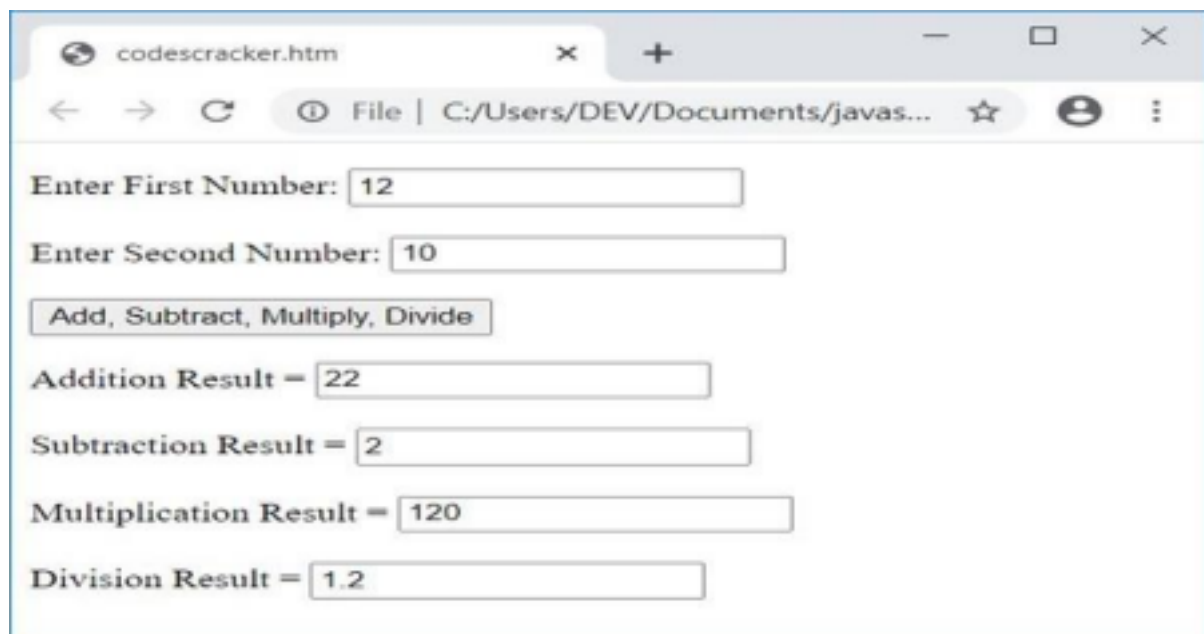 codescracker.htm
File | C:/Users/DEV/Documents/javas...
Enter First Number: 12
Enter Second Number: 10
Add, Subtract, Multiply, Divide
Addition Result = 22
Subtraction Result = 2
Multiplication Result = 120
Division Result = 1.2